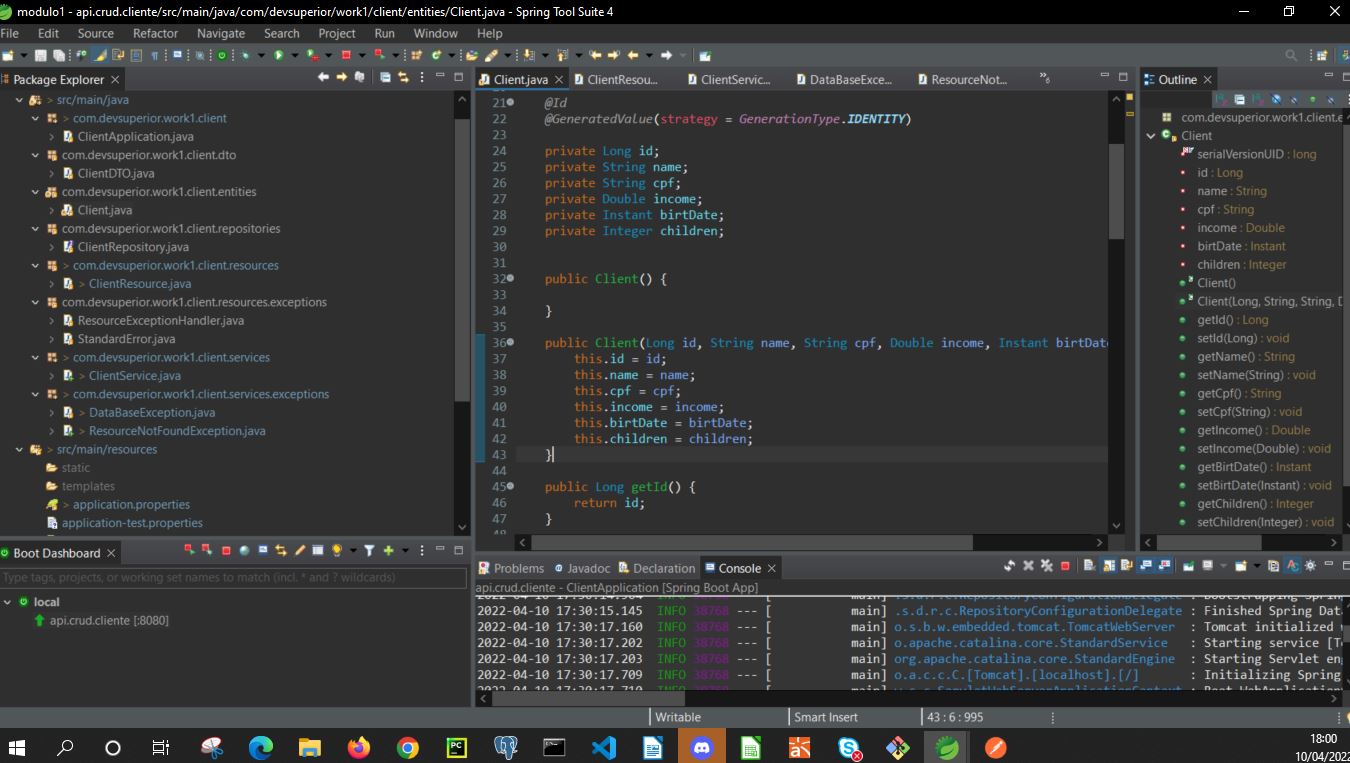 modulo1 - api.crud.cliente/src/main/java/com/devsuperior/work1/client/entities/Client.java - Spring Tool Suite 4
File Edit Source Refactor Navigate Search Project Run Window Help
Package Explorer
> src/main/java
> com.devsuperior.work1.client
ClientApplication.java
com.devsuperior.work1.client.dto
ClientDTO.java
com.devsuperior.work1.client.entities
Client.java
com.devsuperior.work1.client.repositories
ClientRepository.java
> com.devsuperior.work1.client.resources
> ClientResource.java
com.devsuperior.work1.client.resources.exceptions
ResourceExceptionHandler.java
StandardError.java
> com.devsuperior.work1.client.services
> ClientService.java
> com.devsuperior.work1.client.services.exceptions
> DataBaseException.java
> ResourceNotFoundException.java
> src/main/resources
static
templates
> application.properties
application-test.properties
Boot Dashboard
Type tags, projects, or working set names to match (incl. * and ? wildcards)
local
api.crud.cliente [:8080]
Client.java ClientResou... ClientServic... DataBaseExce... ResourceNot... »6
21 @Id
22 @GeneratedValue(strategy = GenerationType.IDENTITY)
23
24 private Long id;
25 private String name;
26 private String cpf;
27 private Double income;
28 private Instant birtDate;
29 private Integer children;
30
31
32 public Client() {
33
34 }
35
36 public Client(Long id, String name, String cpf, Double income, Instant birtDate
37 this.id = id;
38 this.name = name;
39 this.cpf = cpf;
40 this.income = income;
41 this.birtDate = birtDate;
42 this.children = children;
43 }
44
45 public Long getId() {
46 return id;
47 }
Outline
com.devsuperior.work1.client.e
Client
serialVersionUID : long
id : Long
name : String
cpf : String
income : Double
birtDate : Instant
children : Integer
Client()
Client(Long, String, String, D
getId() : Long
setId(Long) : void
getName() : String
setName(String) : void
getCpf() : String
setCpf(String) : void
getIncome() : Double
setIncome(Double) : void
getBirtDate() : Instant
setBirtDate(Instant) : void
getChildren() : Integer
setChildren(Integer) : void
Problems Javadoc Declaration Console
api.crud.cliente - ClientApplication [Spring Boot App]
2022-04-10 17:30:15.145 INFO 38768 --- [ main] .s.d.r.c.RepositoryConfigurationDelegate : Finished Spring Dat
2022-04-10 17:30:17.160 INFO 38768 --- [ main] o.s.b.w.embedded.tomcat.TomcatWebServer : Tomcat initialized
2022-04-10 17:30:17.202 INFO 38768 --- [ main] o.apache.catalina.core.StandardService : Starting service [T
2022-04-10 17:30:17.203 INFO 38768 --- [ main] org.apache.catalina.core.StandardEngine : Starting Servlet en
2022-04-10 17:30:17.709 INFO 38768 --- [ main] o.a.c.c.C.[Tomcat].[localhost].[/] : Initializing Spring
Writable Smart Insert 43 : 6 : 995
18:00
10/04/2022